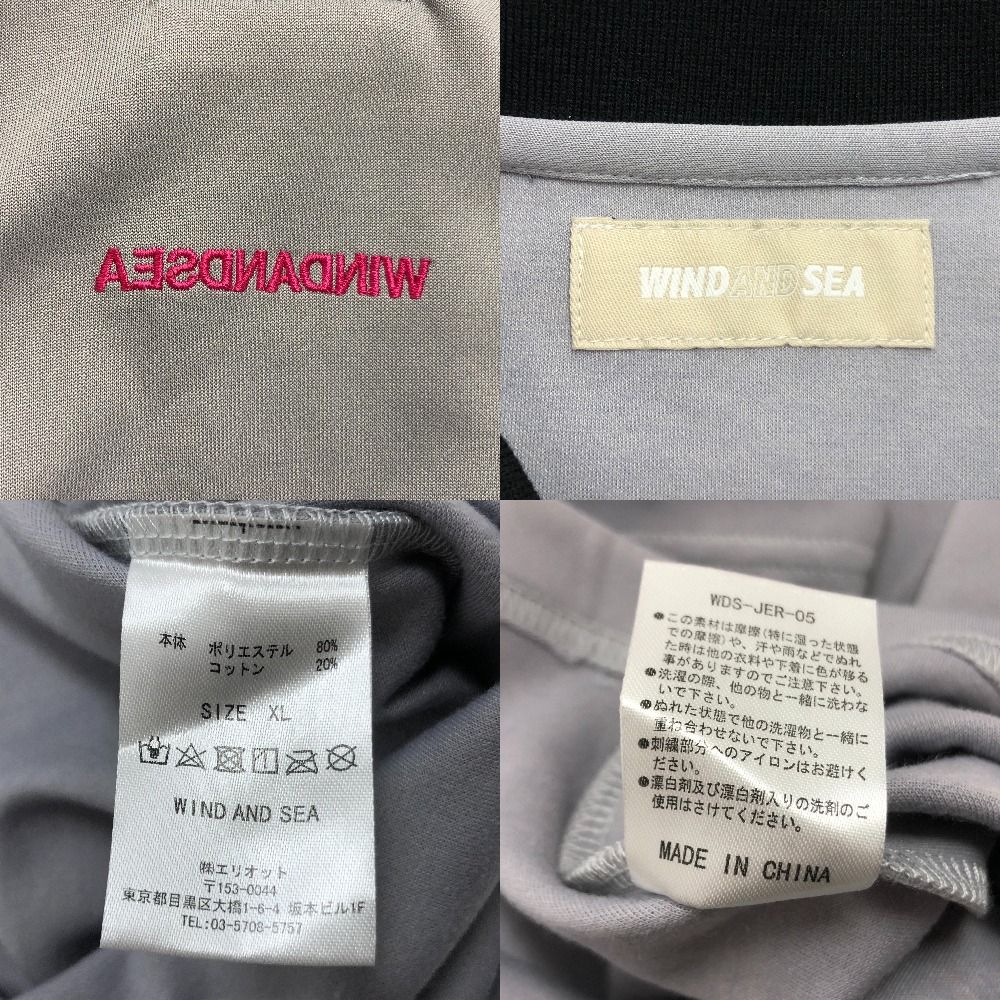 WINDANDSEA
WIND AND SEA
本体 ポリエステル 80%
コットン 20%
SIZE XL
WIND AND SEA
㈱エリオット
〒153-0044
東京都目黒区大橋1-6-4 坂本ビル1F
TEL:03-5708-5757
WDS-JER-05
●この素材は摩擦(特に湿った状態
での摩擦)や、汗や雨などでぬれ
た時は他の衣料や下着に色が移る
事がありますのでご注意下さい。
●洗濯の際、他の物と一緒に洗わな
いで下さい。
●ぬれた状態で他の洗濯物と一緒に
重ね合わせないで下さい。
●刺繍部分へのアイロンはお避けく
ださい。
●漂白剤及び漂白剤入りの洗剤のご
使用はさけてください。
MADE IN CHINA